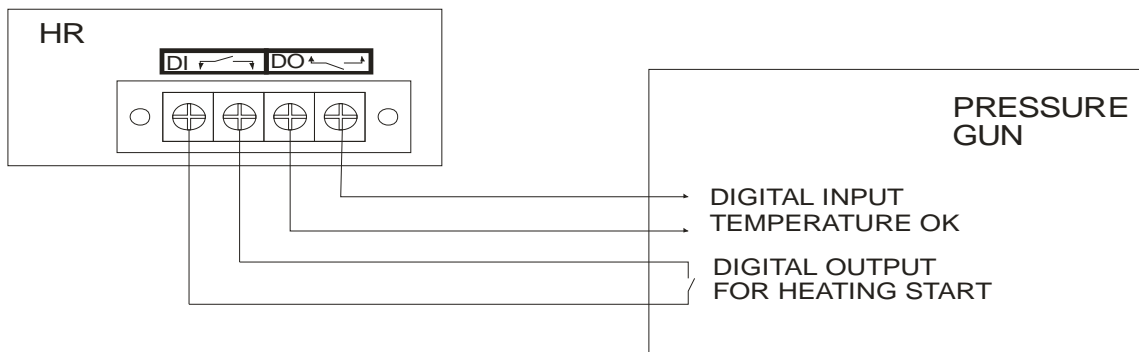 HR
DI DO
PRESSURE
GUN
DIGITAL INPUT
TEMPERATURE OK
DIGITAL OUTPUT
FOR HEATING START